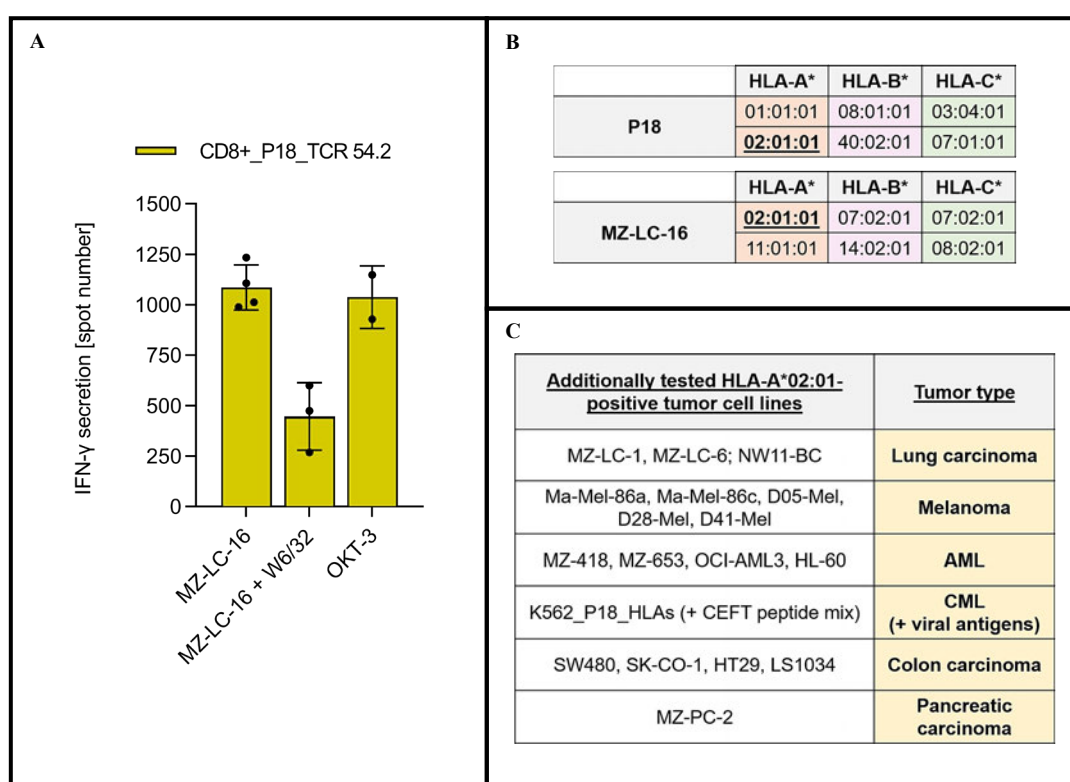 A
CD8+_P18_TCR 54.2
IFN-γ secretion [spot number]
1500
1250
1000
750
500
250
0
MZ-LC-16
MZ-LC-16 + W6/32
OKT-3
B
HLA-A* HLA-B* HLA-C*
P18
01:01:01 08:01:01 03:04:01
02:01:01 40:02:01 07:01:01
HLA-A* HLA-B* HLA-C*
MZ-LC-16
02:01:01 07:02:01 07:02:01
11:01:01 14:02:01 08:02:01
C
Additionally tested HLA-A*02:01-
positive tumor cell lines
Tumor type
MZ-LC-1, MZ-LC-6; NW11-BC
Lung carcinoma
Ma-Mel-86a, Ma-Mel-86c, D05-Mel,
D28-Mel, D41-Mel
Melanoma
MZ-418, MZ-653, OCI-AML3, HL-60
AML
K562_P18_HLAs (+ CEFT peptide mix)
CML
(+ viral antigens)
SW480, SK-CO-1, HT29, LS1034
Colon carcinoma
MZ-PC-2
Pancreatic
carcinoma